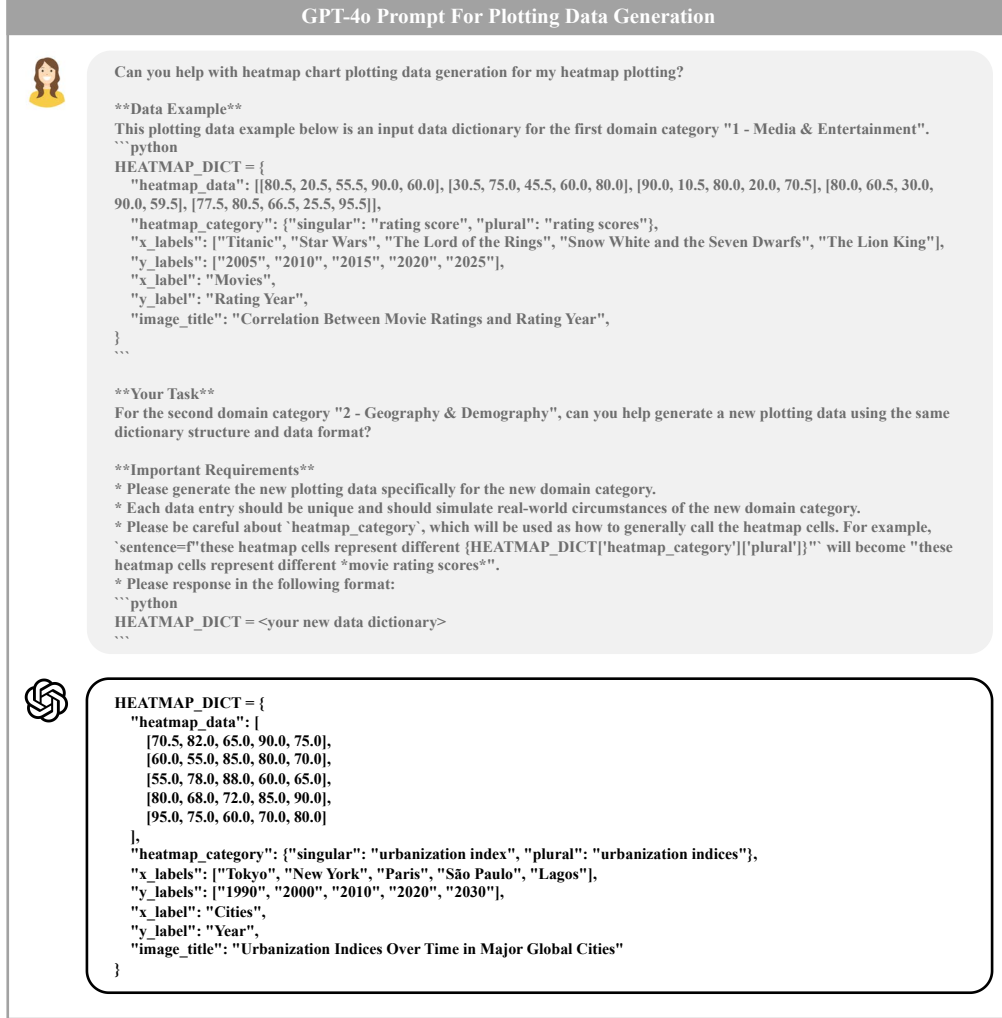 GPT-4o Prompt For Plotting Data Generation
Can you help with heatmap chart plotting data generation for my heatmap plotting?
**Data Example**
This plotting data example below is an input data dictionary for the first domain category "1 - Media & Entertainment".
```python
HEATMAP_DICT = {
"heatmap_data": [[80.5, 20.5, 55.5, 90.0, 60.0], [30.5, 75.0, 45.5, 60.0, 80.0], [90.0, 10.5, 80.0, 20.0, 70.5], [80.0, 60.5, 30.0,
90.0, 59.5], [77.5, 80.5, 66.5, 25.5, 95.5]],
"heatmap_category": {"singular": "rating score", "plural": "rating scores"},
"x_labels": ["Titanic", "Star Wars", "The Lord of the Rings", "Snow White and the Seven Dwarfs", "The Lion King"],
"y_labels": ["2005", "2010", "2015", "2020", "2025"],
"x_label": "Movies",
"y_label": "Rating Year",
"image_title": "Correlation Between Movie Ratings and Rating Year",
}
```
**Your Task**
For the second domain category "2 - Geography & Demography", can you help generate a new plotting data using the same
dictionary structure and data format?
**Important Requirements**
* Please generate the new plotting data specifically for the new domain category.
* Each data entry should be unique and should simulate real-world circumstances of the new domain category.
* Please be careful about `heatmap_category`, which will be used as how to generally call the heatmap cells. For example,
`sentence=f"these heatmap cells represent different {HEATMAP_DICT['heatmap_category']['plural']}"` will become "these
heatmap cells represent different *movie rating scores*".
* Please response in the following format:
```python
HEATMAP_DICT = <your new data dictionary>
```
HEATMAP_DICT = {
"heatmap_data": [
[70.5, 82.0, 65.0, 90.0, 75.0],
[60.0, 55.0, 85.0, 80.0, 70.0],
[55.0, 78.0, 88.0, 60.0, 65.0],
[80.0, 68.0, 72.0, 85.0, 90.0],
[95.0, 75.0, 60.0, 70.0, 80.0]
],
"heatmap_category": {"singular": "urbanization index", "plural": "urbanization indices"},
"x_labels": ["Tokyo", "New York", "Paris", "São Paulo", "Lagos"],
"y_labels": ["1990", "2000", "2010", "2020", "2030"],
"x_label": "Cities",
"y_label": "Year",
"image_title": "Urbanization Indices Over Time in Major Global Cities"
}